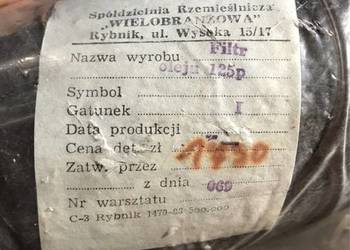 Spółdzielnia Rzemieślnicza
„WIELOBRANŻOWA"
Rybnik, ul. Wysoka 15/17
Nazwa wyrobu Filtr
oleju 125p
Symbol
Gatunek I
Data produkcji
Cena det. zł
Zatw. przez
z dnia 069
Nr warsztatu
C-3 Rybnik 1470-83 500.000